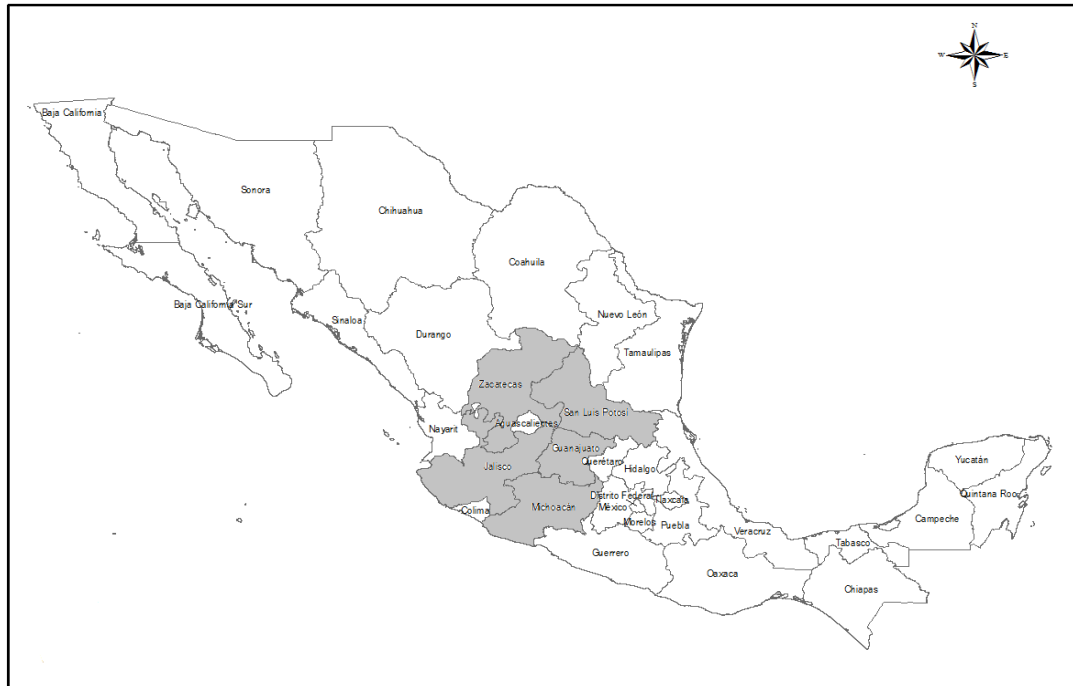 N
W
E
S
Baja California
Sonora
Chihuahua
Coahuila
Baja California Sur
Sinaloa
Nuevo León
Durango
Tamaulipas
Zacatecas
San Luis Potosí
Aguascalientes
Nayarit
Guanajuato
Querétaro
Hidalgo
Jalisco
Yucatán
Quintana Roo
Distrito Federal
Tlaxcala
México
Michoacán
Colima
Campeche
Morelos
Puebla
Veracruz
Tabasco
Guerrero
Oaxaca
Chiapas